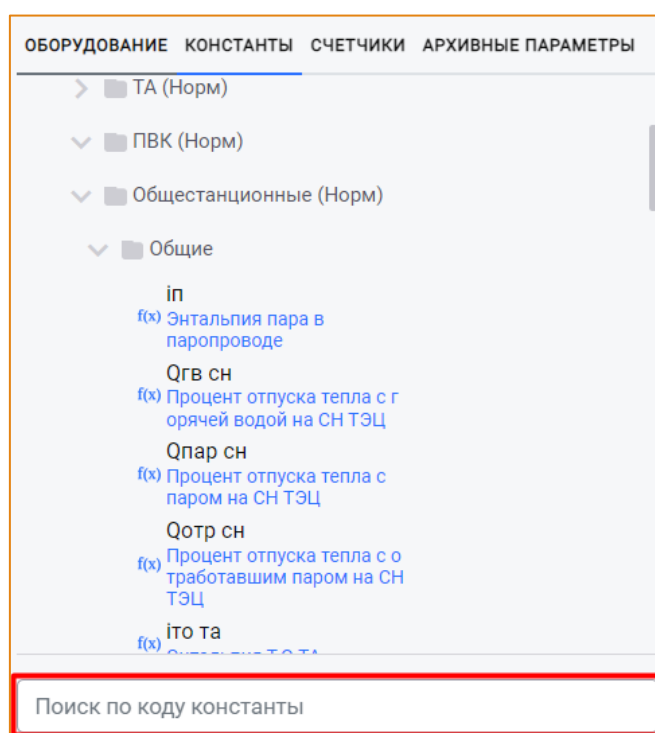 ОБОРУДОВАНИЕ КОНСТАНТЫ СЧЕТЧИКИ АРХИВНЫЕ ПАРАМЕТРЫ
ТА (Норм)
ПВК (Норм)
Общестанционные (Норм)
Общие
iп
f(x) Энтальпия пара в
паропроводе
Qгв сн
f(x) Процент отпуска тепла с г
орячей водой на СН ТЭЦ
Qпар сн
f(x) Процент отпуска тепла с
паром на СН ТЭЦ
Qотр сн
f(x) Процент отпуска тепла с о
тработавшим паром на СН
ТЭЦ
iто та
f(x)
Поиск по коду константы